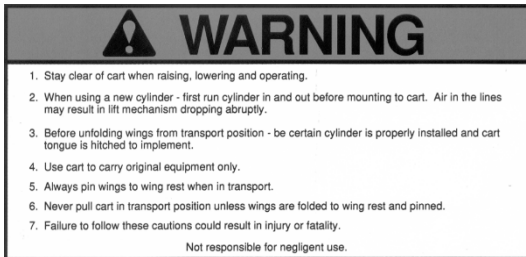 WARNING
1. Stay clear of cart when raising, lowering and operating.
2. When using a new cylinder - first run cylinder in and out before mounting to cart. Air in the lines
may result in lift mechanism dropping abruptly.
3. Before unfolding wings from transport position - be certain cylinder is properly installed and cart
tongue is hitched to implement.
4. Use cart to carry original equipment only.
5. Always pin wings to wing rest when in transport.
6. Never pull cart in transport position unless wings are folded to wing rest and pinned.
7. Failure to follow these cautions could result in injury or fatality.
Not responsible for negligent use.